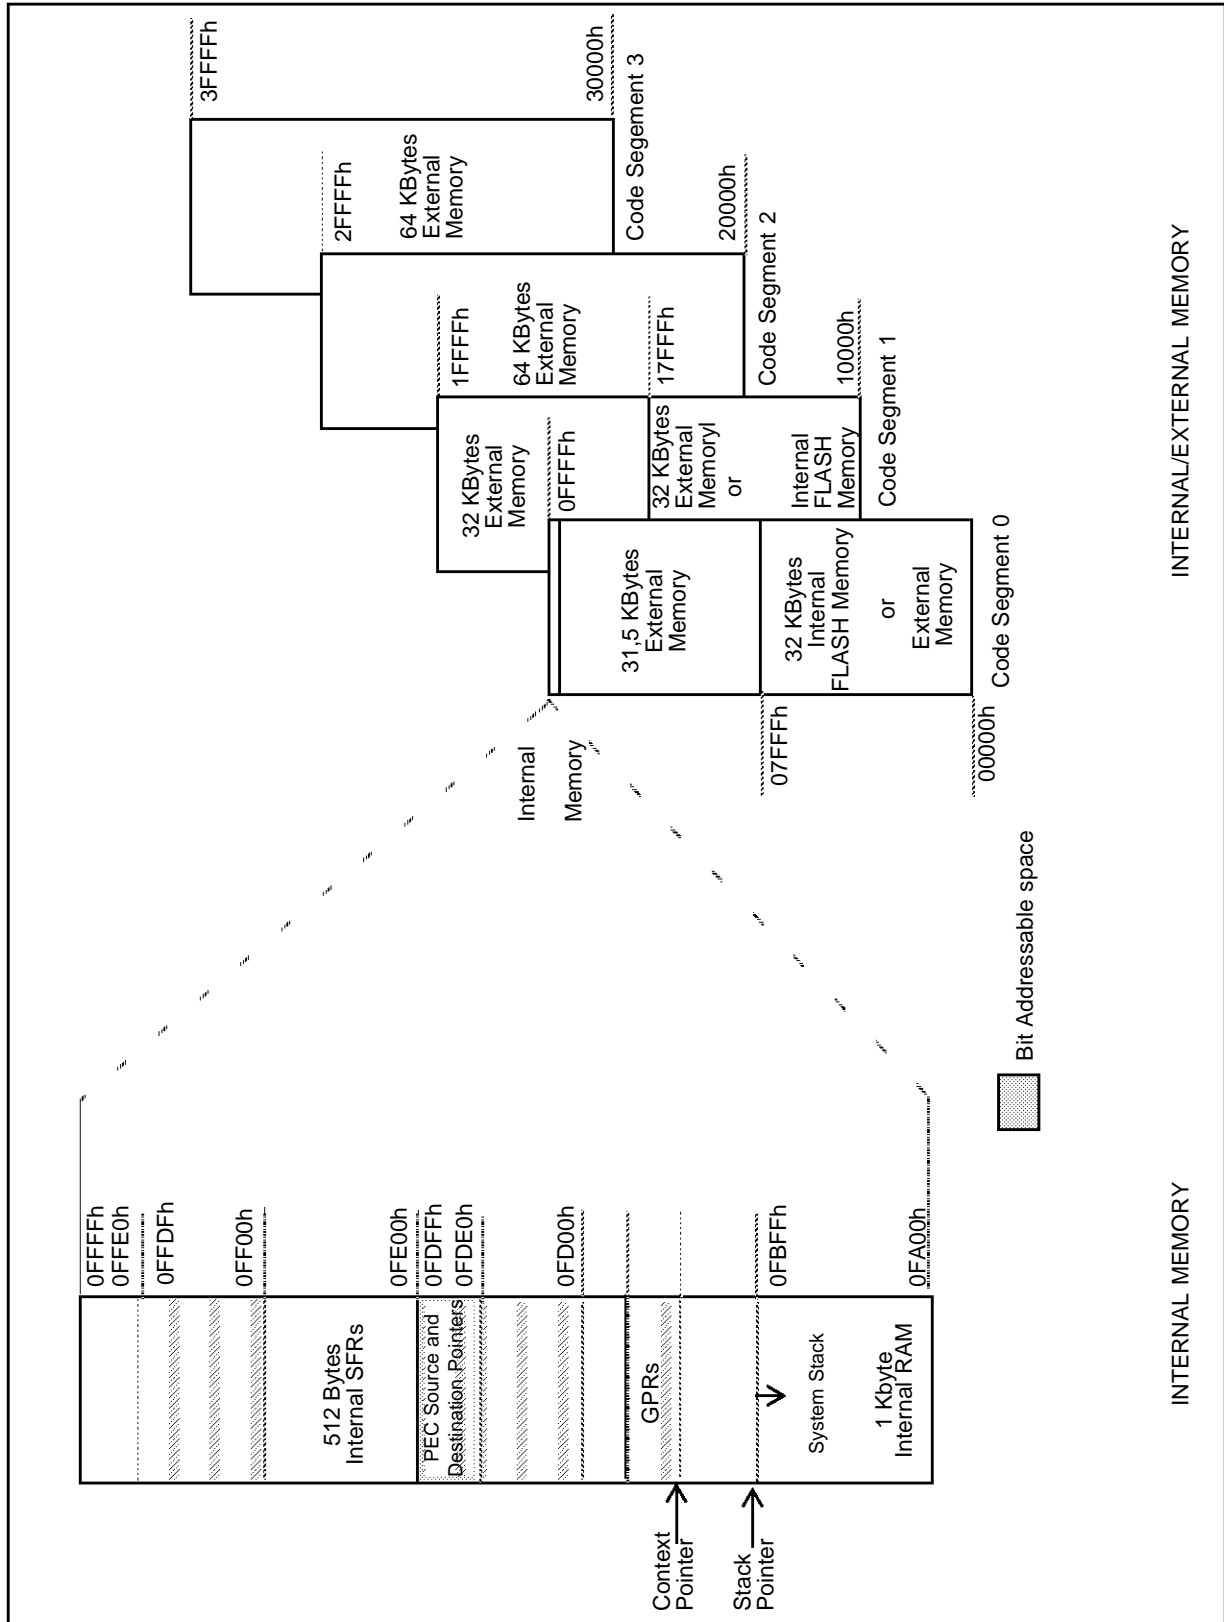 3FFFFh
64 KBytes
External
Memory
30000h
Code Segement 3
2FFFFh
64 KBytes
External
Memory
20000h
Code Segment 2
1FFFFh
32 KBytes
External
Memory
17FFFh
32 KBytes
External
Memoryl
or
Internal
FLASH
Memory
10000h
Code Segment 1
0FFFFh
31,5 KBytes
External
Memory
07FFFh
32 KBytes
Internal
FLASH Memory
or
External
Memory
00000h
Code Segment 0
INTERNAL/EXTERNAL MEMORY
Internal
Memory
0FFFFh
0FFE0h
0FFDFh
0FF00h
512 Bytes
Internal SFRs
0FE00h
0FDFFh
0FDE0h
PEC Source and
Destination Pointers
0FD00h
GPRs
Context
Pointer
Stack
Pointer
0FBFFh
System Stack
1 Kbyte
Internal RAM
0FA00h
Bit Addressable space
INTERNAL MEMORY